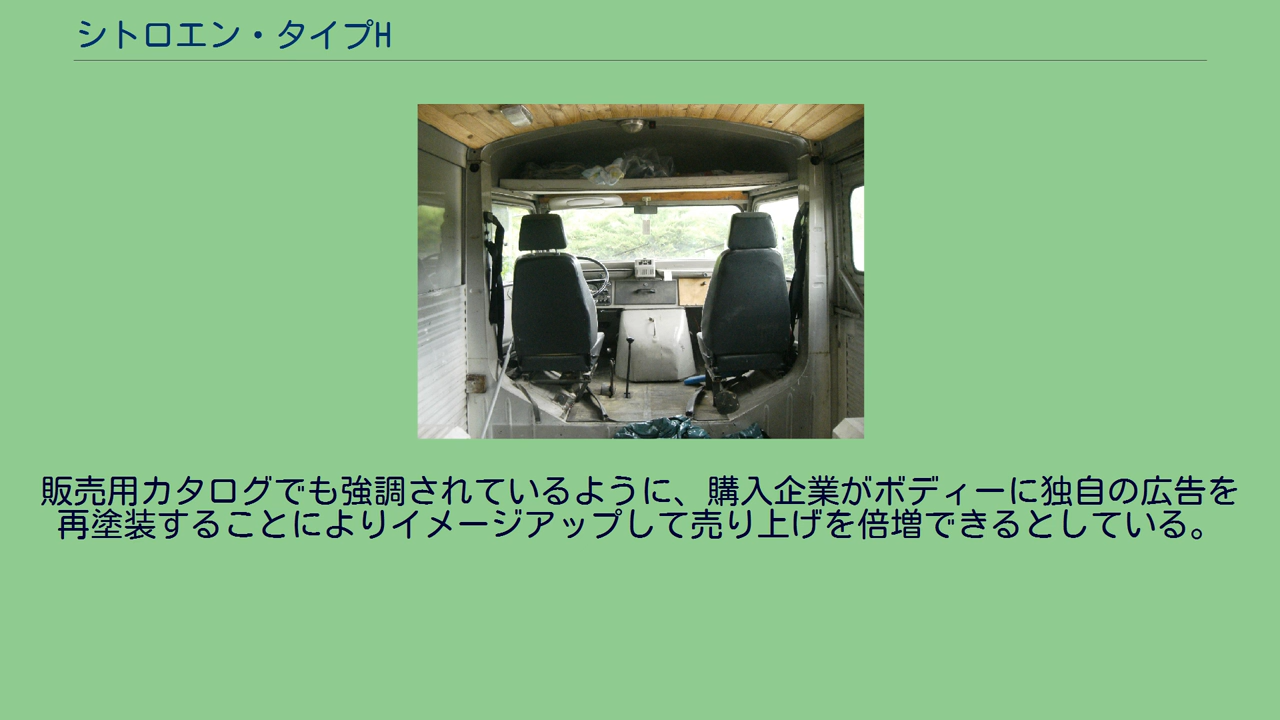 シトロエン・タイプH
販売用カタログでも強調されているように、購入企業がボディーに独自の広告を
再塗装することによりイメージアップして売り上げを倍増できるとしている。